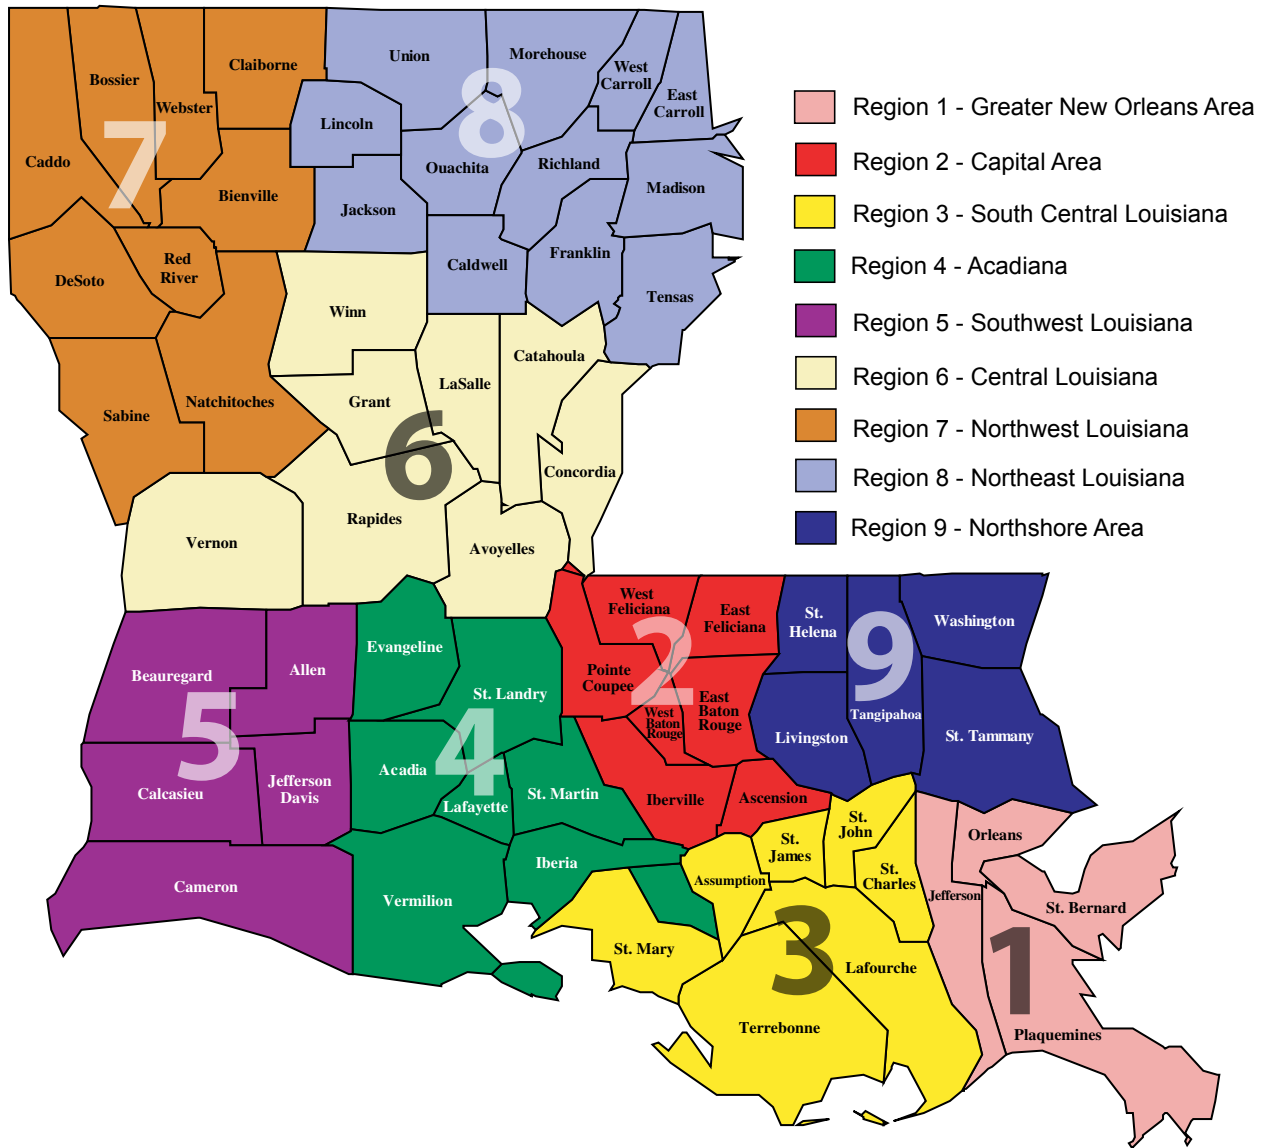 Union
Morehouse
Claiborne
West
Carroll
Bossier
Webster
East
Carroll
8
Lincoln
7
Caddo
Ouachita
Richland
Madison
Bienville
Jackson
Red
River
Franklin
Caldwell
DeSoto
Tensas
Winn
Catahoula
LaSalle
Natchitoches
Grant
Sabine
6
Concordia
Rapides
Vernon
Avoyelles
West
Feliciana
East
Feliciana
St.
Helena
Washington
Evangeline
9
Allen
Beauregard
Pointe
Coupee
2
St. Landry
East
Baton
Rouge
West
Baton
Rouge
Tangipahoa
5
Livingston
St. Tammany
4
Acadia
Jefferson
Davis
Calcasieu
St. Martin
Lafayette
Iberville
Ascension
St.
John
Orleans
St.
James
Iberia
St.
Charles
Assumption
Cameron
Jefferson
Vermilion
St. Bernard
St. Mary
3
1
Lafourche
Terrebonne
Plaquemines
Region 1 - Greater New Orleans Area
Region 2 - Capital Area
Region 3 - South Central Louisiana
Region 4 - Acadiana
Region 5 - Southwest Louisiana
Region 6 - Central Louisiana
Region 7 - Northwest Louisiana
Region 8 - Northeast Louisiana
Region 9 - Northshore Area